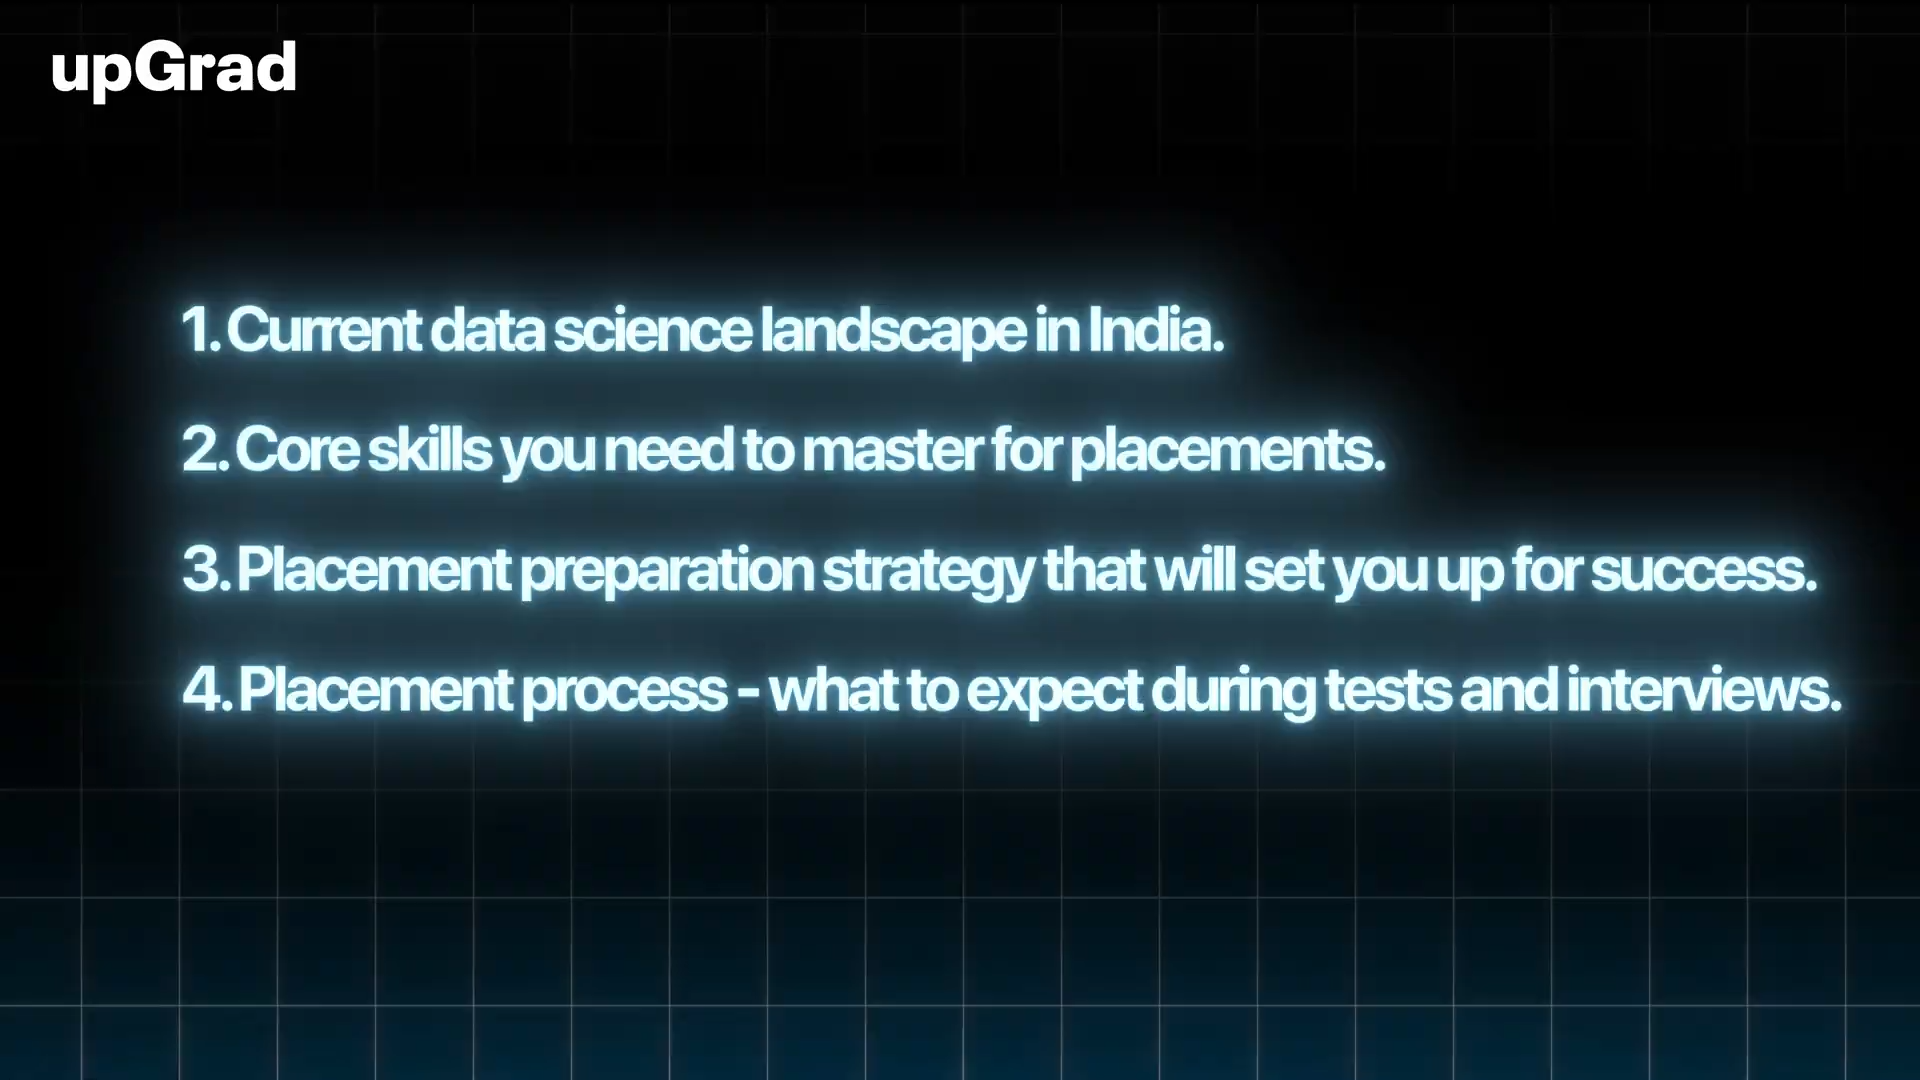 upGrad
1. Current data science landscape in India.
2. Core skills you need to master for placements.
3. Placement preparation strategy that will set you up for success.
4. Placement process - what to expect during tests and interviews.